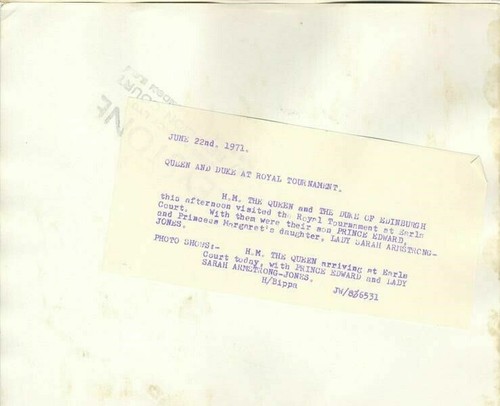 JUNE 22nd. 1971.
QUEEN AND DUKE AT ROYAL TOURNAMENT.
H.M. THE QUEEN and THE DUKE OF EDINBURGH
this afternoon visited the Royal Tournament at Earls
Court. With them were their son PRINCE EDWARD,
and Princess Margaret's daughter, LADY SARAH ARMSTRONG-
JONES.
PHOTO SHOWS:- H.M. THE QUEEN arriving at Earls
Court today, with PRINCE EDWARD and LADY
SARAH ARMSTRONG-JONES.
H/Bippa JW/826531